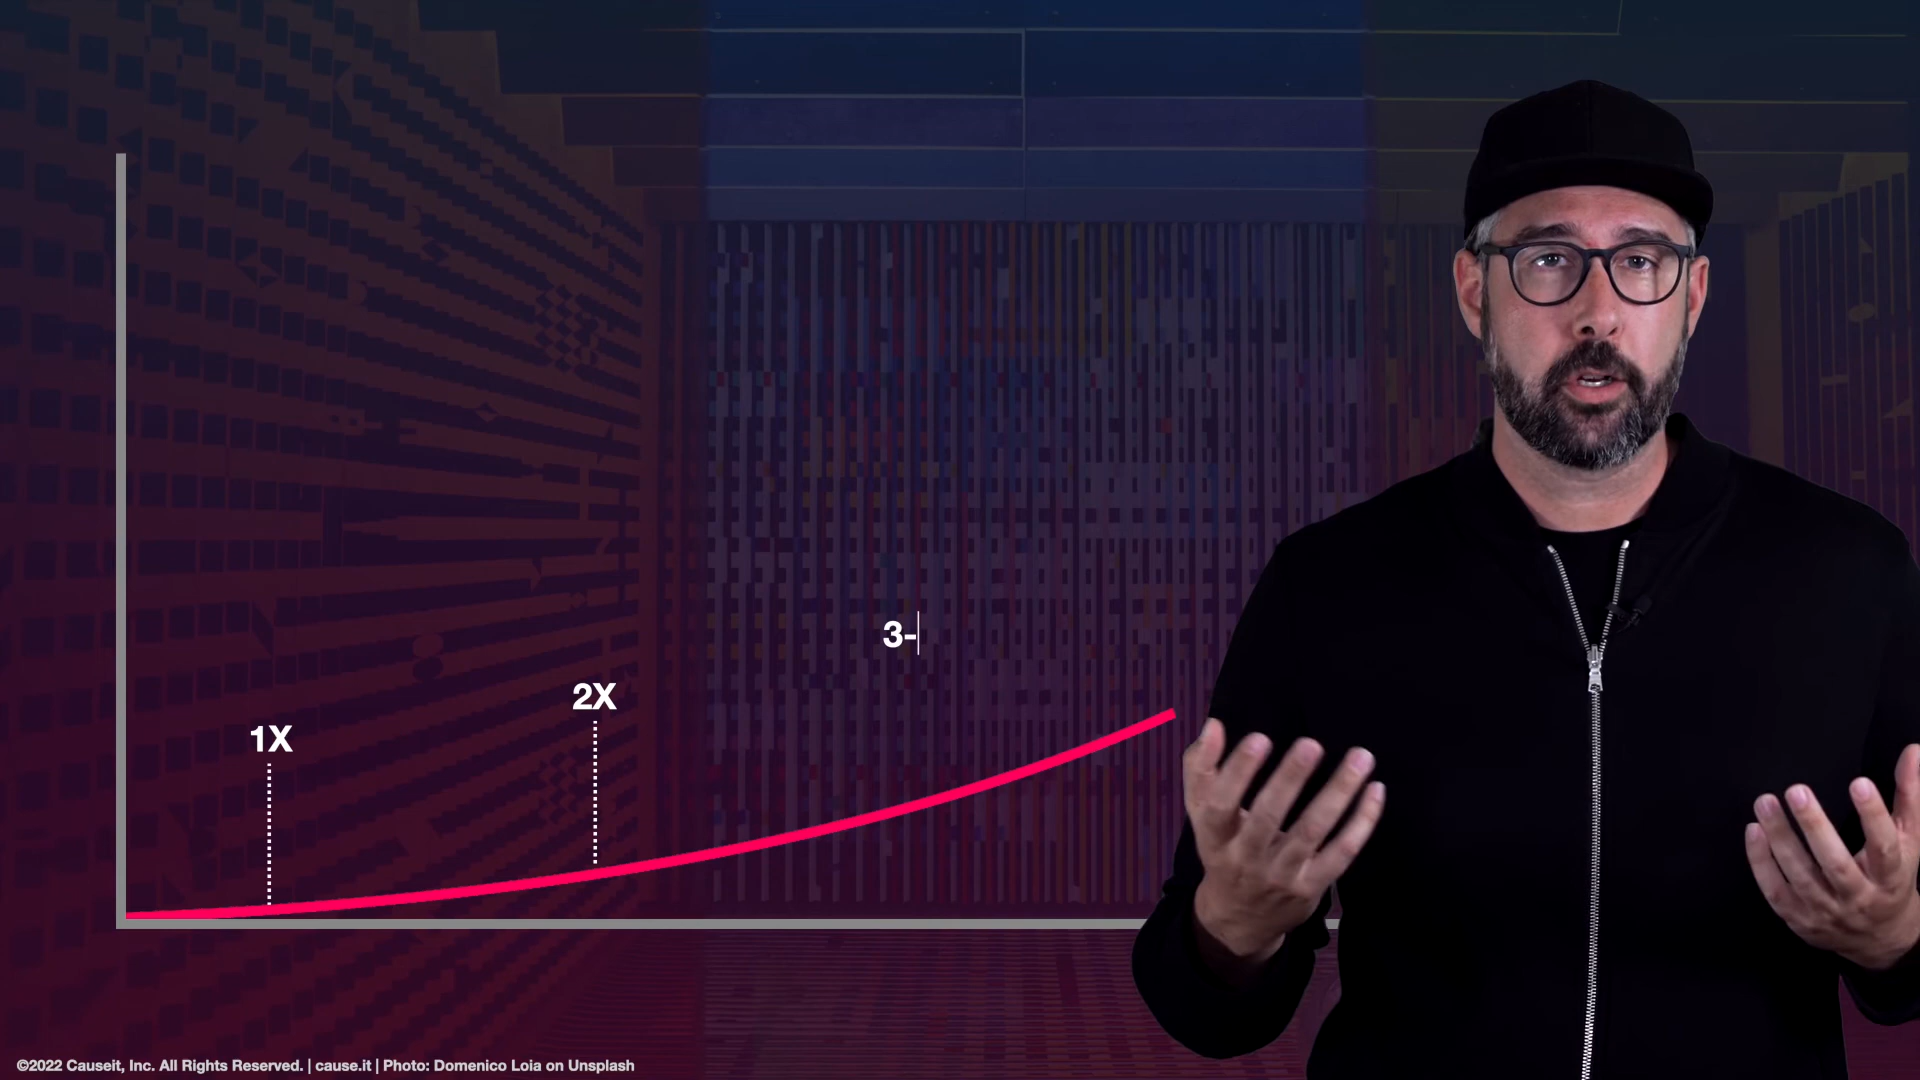 3-
2X
1X
©2022 Causeit, Inc. All Rights Reserved. | cause.it | Photo: Domenico Loia on Unsplash